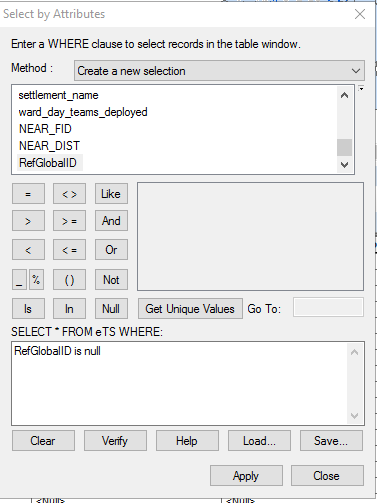 Select by Attributes
Enter a WHERE clause to select records in the table window.
Method : Create a new selection
settlement_name
ward_day_teams_deployed
NEAR_FID
NEAR_DIST
RefGlobalID
= < > Like
> > = And
< < = Or
_ % ( ) Not
Is In Null Get Unique Values Go To:
SELECT * FROM eTS WHERE:
RefGlobalID is null
Clear Verify Help Load... Save...
Apply Close